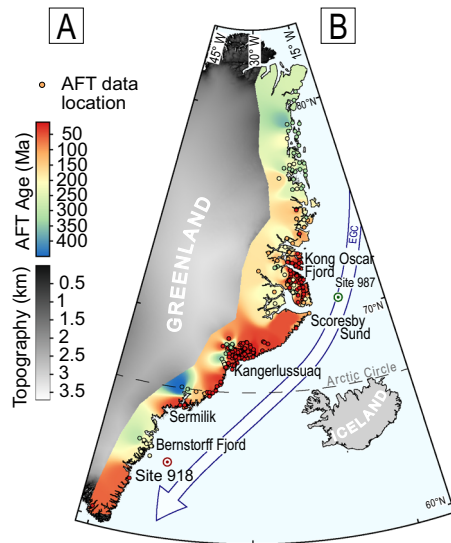 A
B
45° W
30° W
15° W
AFT data
location
80°N
AFT Age (Ma)
50
100
150
200
250
300
350
400
Topography (km)
0.5
1
1.5
2
2.5
3
3.5
GREENLAND
EGC
Kong Oscar
Fjord
Site 987
70°N
Scoresby
Sund
Kangerlussuaq
Arctic Circle
Sermilik
ICELAND
Bernstorff Fjord
Site 918
60°N